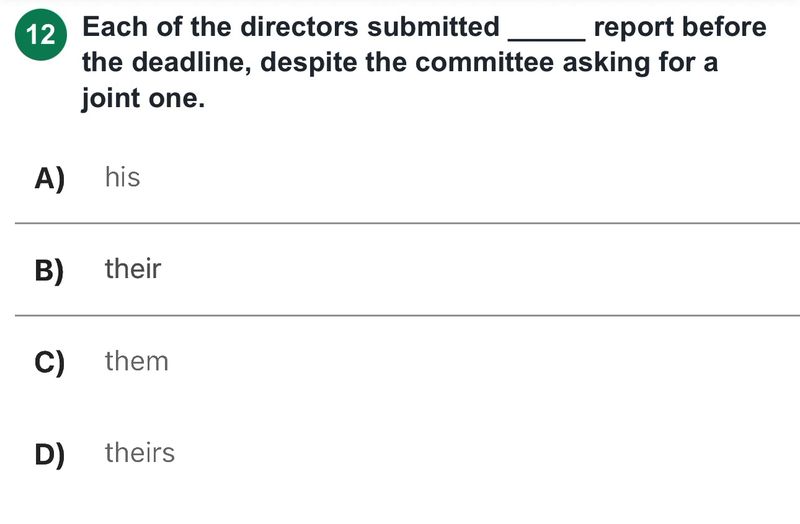 12 Each of the directors submitted _____ report before
the deadline, despite the committee asking for a
joint one.
A) his
B) their
C) them
D) theirs